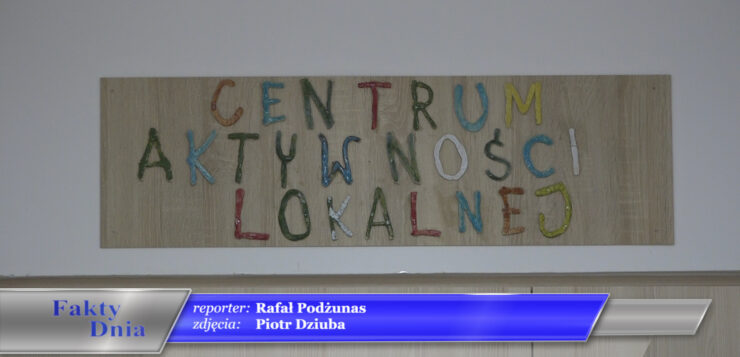 CENTRUM
AKTYWNOŚCI
LOKALNEJ
Fakty
Dnia
reporter: Rafał Podżunas
zdjęcia: Piotr Dziuba